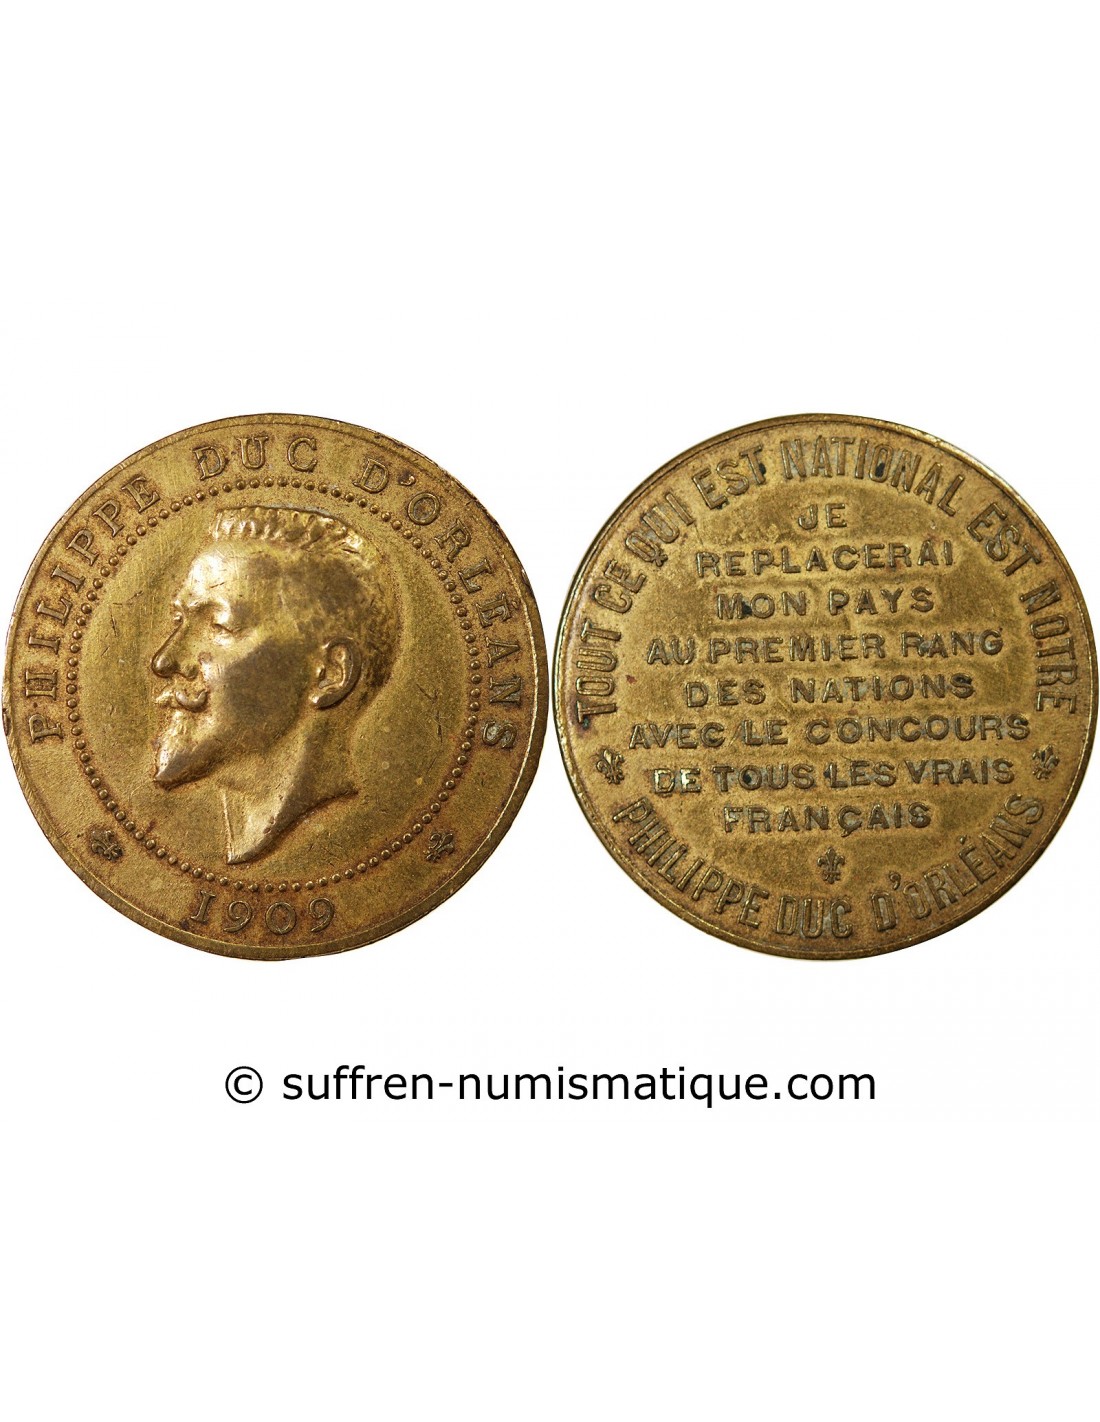 PHILIPPE DUC D'ORLÉANS
1909
TOUT CE QUI EST NATIONAL EST NOTRE
JE
REPLACERAI
MON PAYS
AU PREMIER RANG
DES NATIONS
AVEC LE CONCOURS
DE TOUS LES VRAIS
FRANÇAIS
PHILIPPE DUC D'ORLÉANS
© suffren-numismatique.com